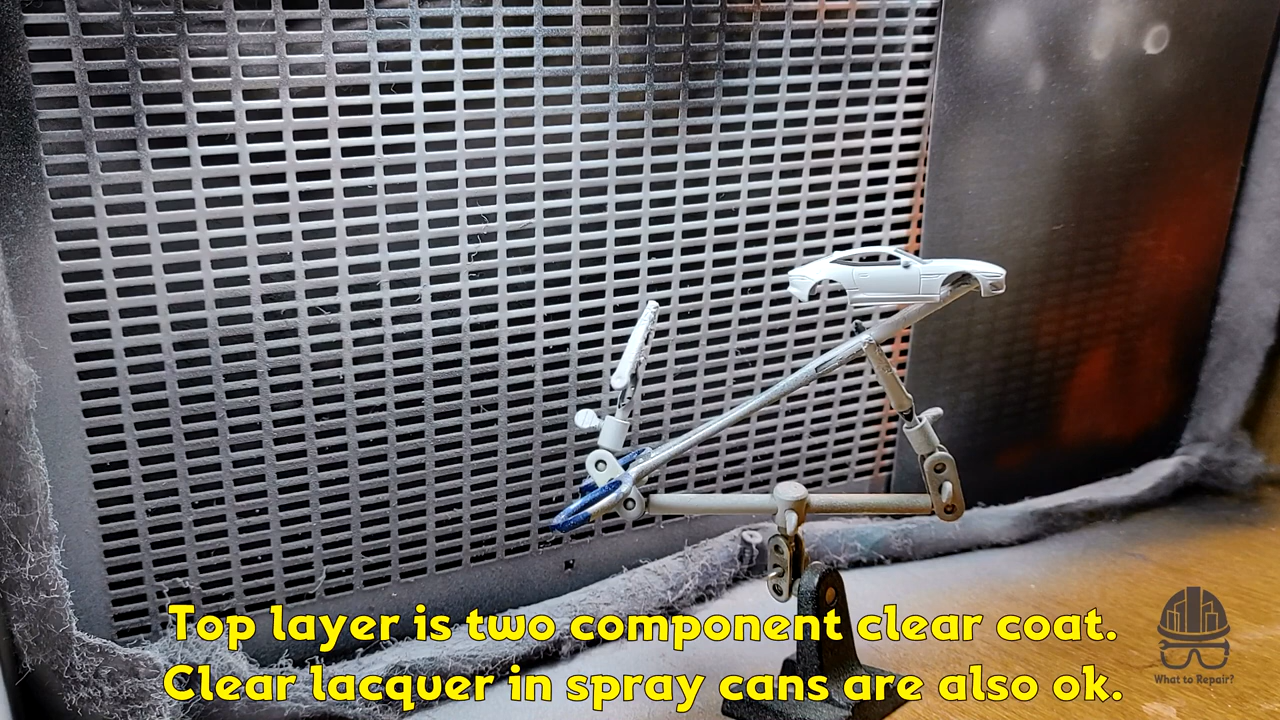 Top layer is two component clear coat.
Clear lacquer in spray cans are also ok.
What to Repair?